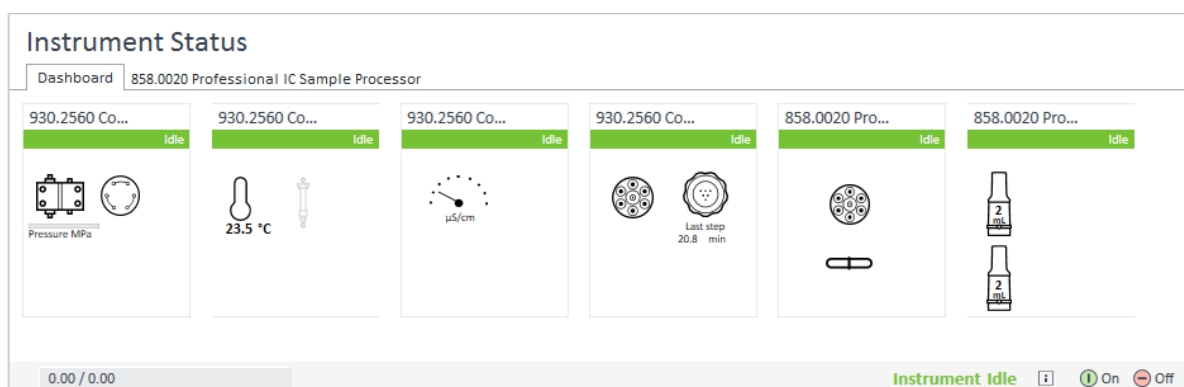 Instrument Status
Dashboard 858.0020 Professional IC Sample Processor
930.2560 Co... 930.2560 Co... 930.2560 Co... 930.2560 Co... 858.0020 Pro... 858.0020 Pro...
Idle Idle Idle Idle Idle Idle
Pressure MPa
23.5 °C
µS/cm
Last step
20.8 min
2
mL
2
mL
0.00 / 0.00 Instrument Idle i On Off